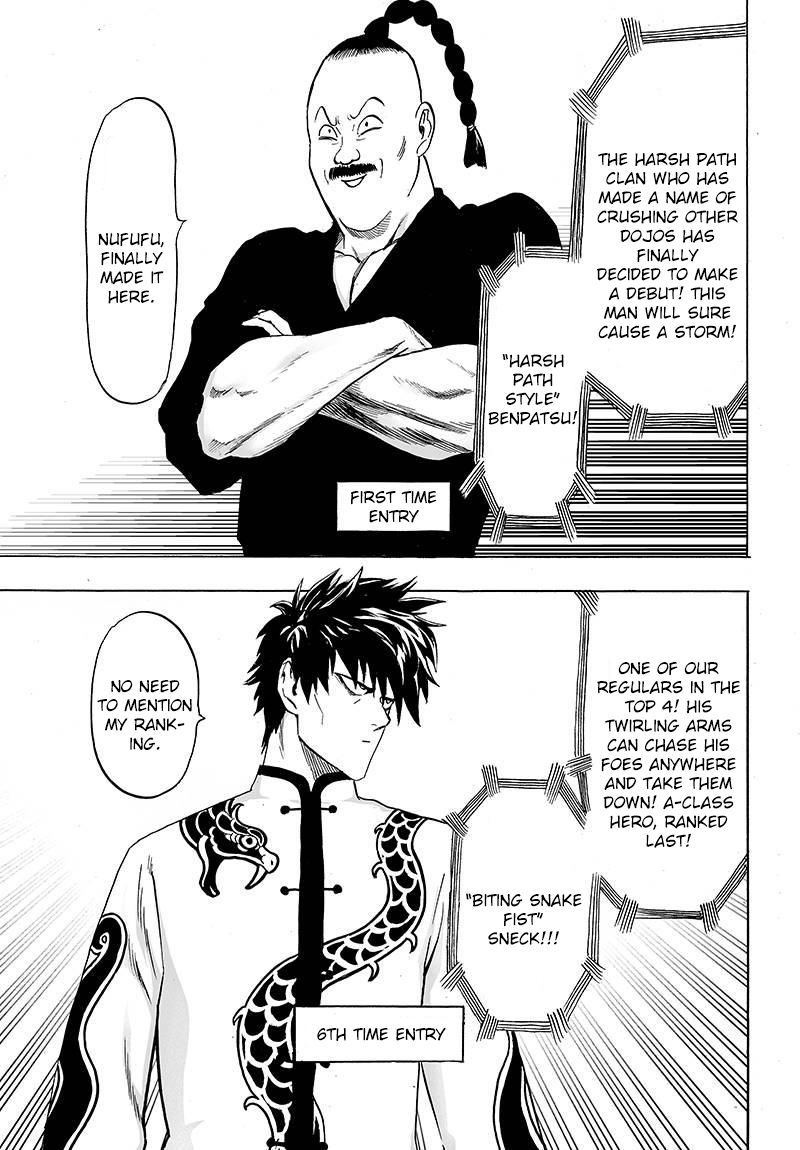 THE HARSH PATH
CLAN WHO HAS
MADE A NAME OF
CRUSHING OTHER
DOJOS HAS
FINALLY
DECIDED TO MAKE
A DEBUT! THIS
MAN WILL SURE
CAUSE A STORM!
"HARSH
PATH
STYLE"
BENPATSU!
NUFUFU,
FINALLY
MADE IT
HERE.
FIRST TIME
ENTRY
ONE OF OUR
REGULARS IN THE
TOP 4! HIS
TWIRLING ARMS
CAN CHASE HIS
FOES ANYWHERE
AND TAKE THEM
DOWN! A-CLASS
HERO, RANKED
LAST!
"BITING SNAKE
FIST"
SNECK!!!
NO NEED
TO MENTION
MY RANK-
ING.
6TH TIME ENTRY